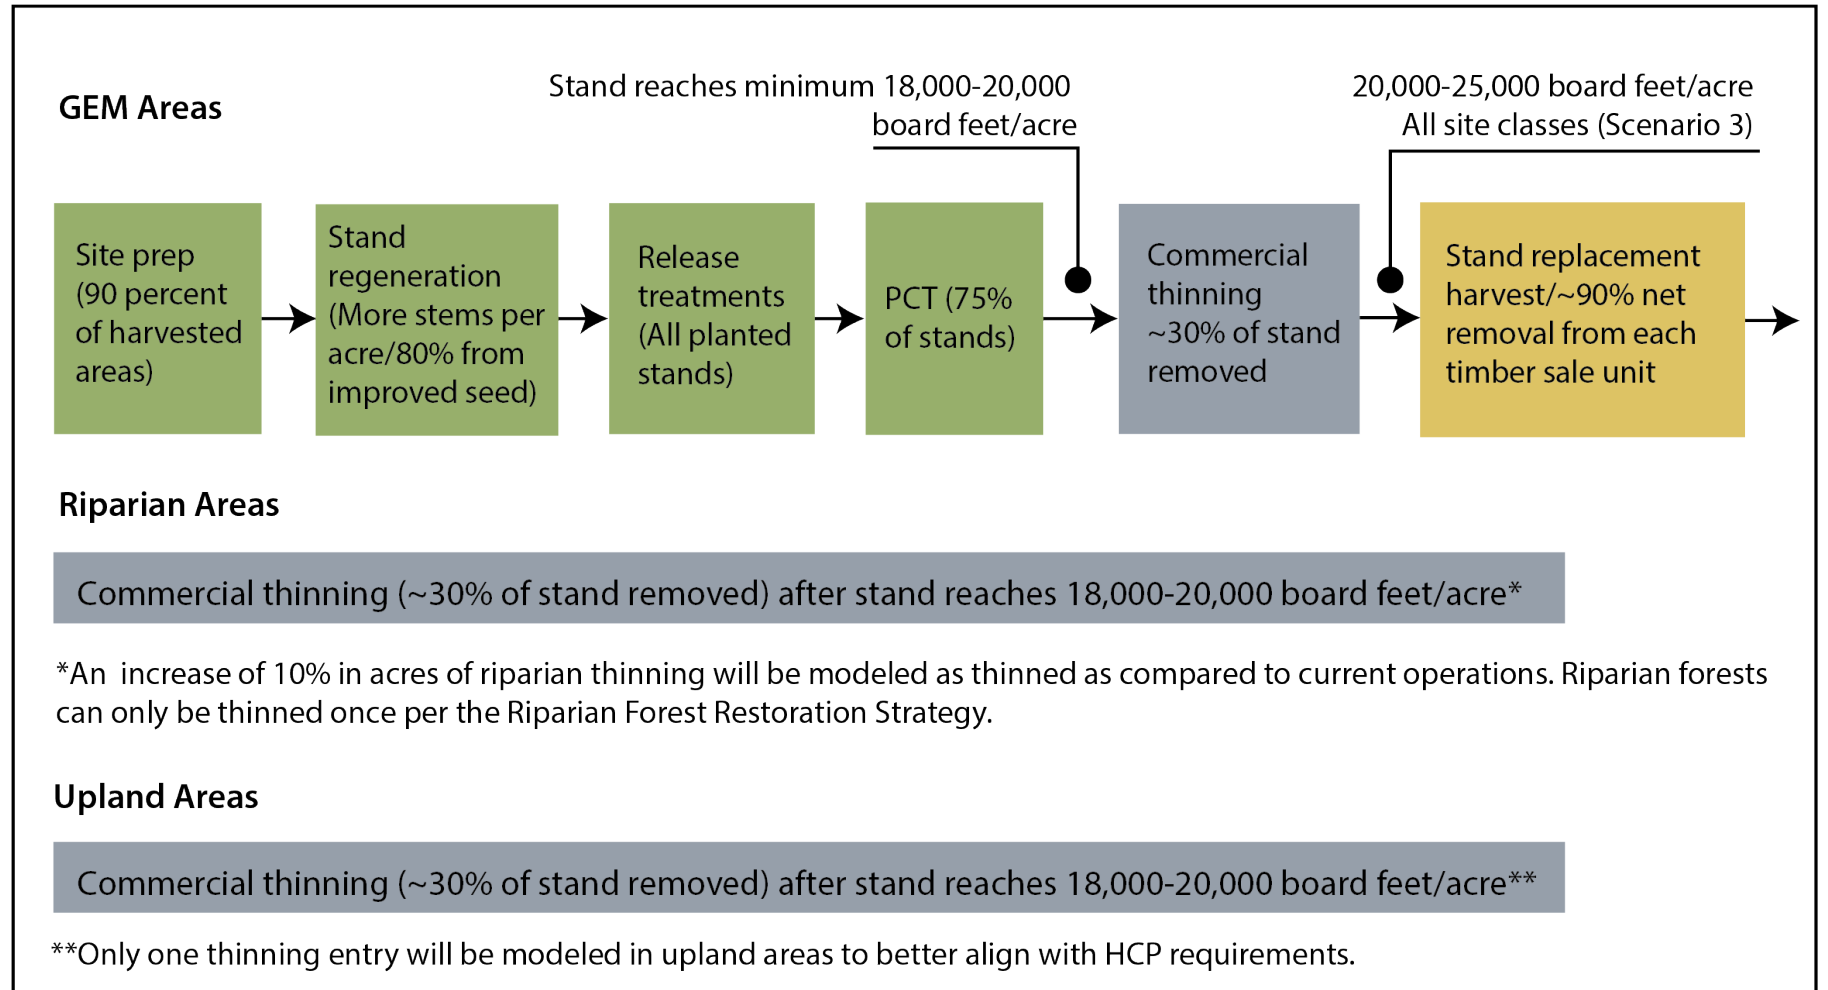 GEM Areas
Stand reaches minimum 18,000-20,000
board feet/acre
20,000-25,000 board feet/acre
All site classes (Scenario 3)
Site prep
(90 percent
of harvested
areas)
Stand
regeneration
(More stems per
acre/80% from
improved seed)
Release
treatments
(All planted
stands)
PCT (75%
of stands)
Commercial
thinning
~30% of stand
removed
Stand replacement
harvest/~90% net
removal from each
timber sale unit
Riparian Areas
Commercial thinning (~30% of stand removed) after stand reaches 18,000-20,000 board feet/acre*
*An increase of 10% in acres of riparian thinning will be modeled as thinned as compared to current operations. Riparian forests
can only be thinned once per the Riparian Forest Restoration Strategy.
Upland Areas
Commercial thinning (~30% of stand removed) after stand reaches 18,000-20,000 board feet/acre**
**Only one thinning entry will be modeled in upland areas to better align with HCP requirements.